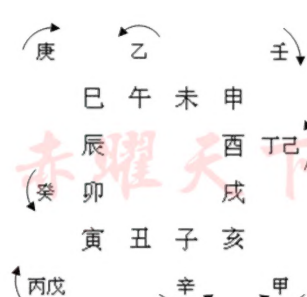 庚 乙 壬
巳 午 未 申
辰 酉 丁己
癸 卯 戌
寅 丑 子 亥
丙戊 辛 甲
赤曜天下